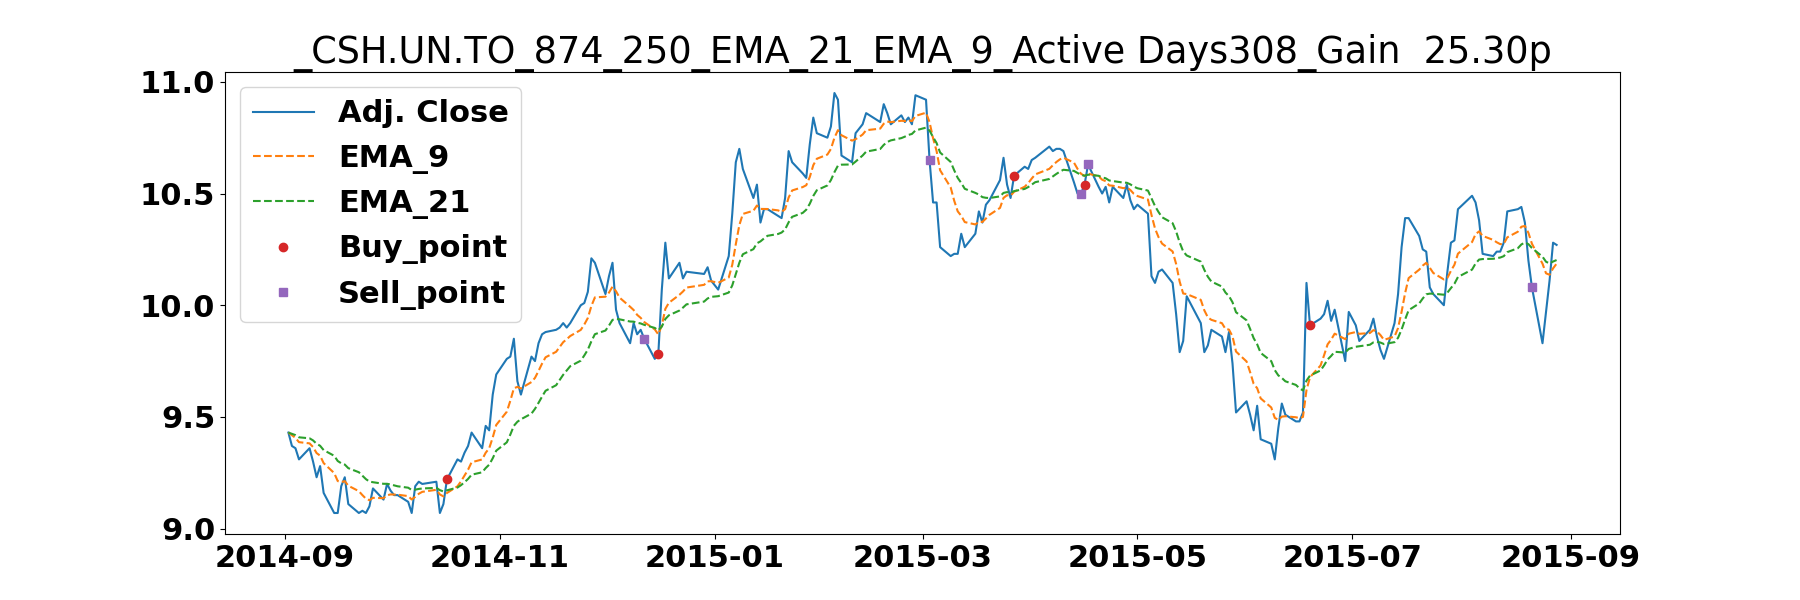 _CSH.UN.TO_874_250_EMA_21_EMA_9_Active Days308_Gain  25.30p
11.0
10.5
10.0
9.5
9.0
Adj. Close
EMA_9
EMA_21
Buy_point
Sell_point
2014-09 2014-11 2015-01 2015-03 2015-05 2015-07 2015-09